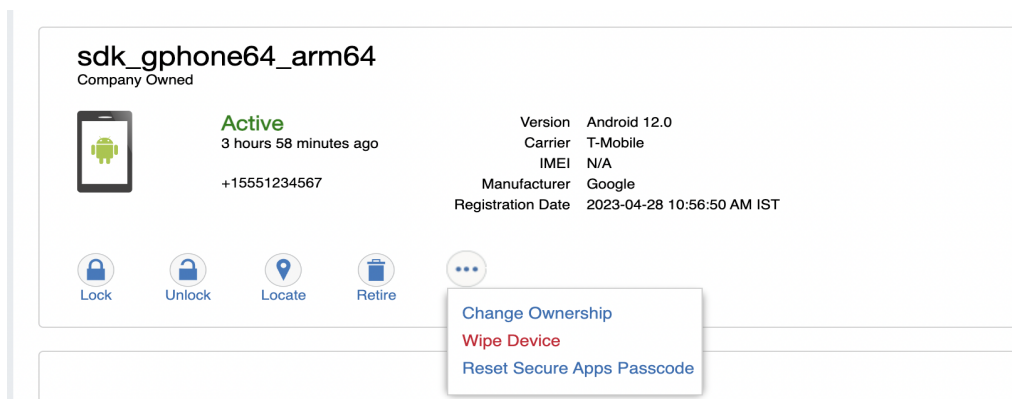 sdk_gphone64_arm64
Company Owned
Active
3 hours 58 minutes ago
+15551234567
Version Android 12.0
Carrier T-Mobile
IMEI N/A
Manufacturer Google
Registration Date 2023-04-28 10:56:50 AM IST
Lock Unlock Locate Retire
Change Ownership
Wipe Device
Reset Secure Apps Passcode